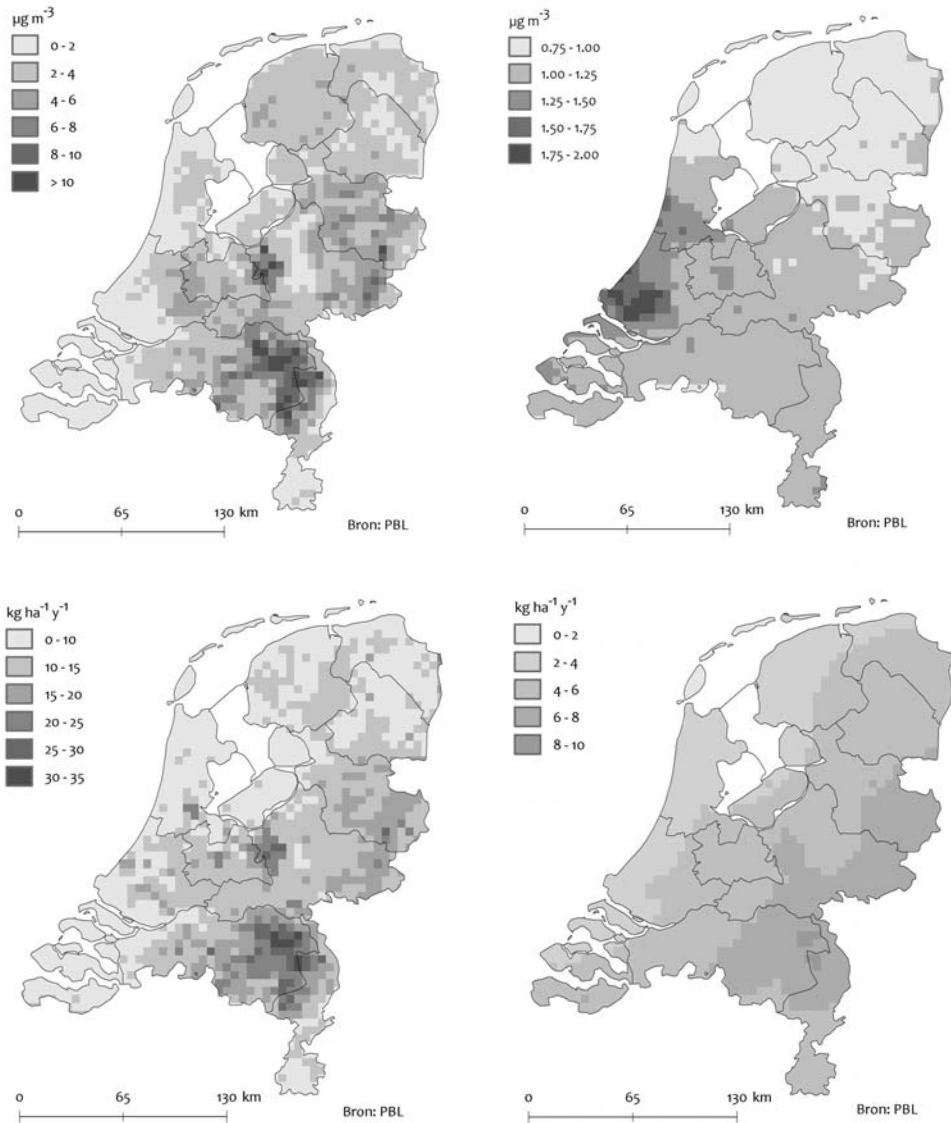 µg m⁻³
0 - 2
2 - 4
4 - 6
6 - 8
8 - 10
> 10
0 65 130 km
Bron: PBL
µg m⁻³
0.75 - 1.00
1.00 - 1.25
1.25 - 1.50
1.50 - 1.75
1.75 - 2.00
0 65 130 km
Bron: PBL
kg ha⁻¹ y⁻¹
0 - 10
10 - 15
15 - 20
20 - 25
25 - 30
30 - 35
0 65 130 km
Bron: PBL
kg ha⁻¹ y⁻¹
0 - 2
2 - 4
4 - 6
6 - 8
8 - 10
0 65 130 km
Bron: PBL